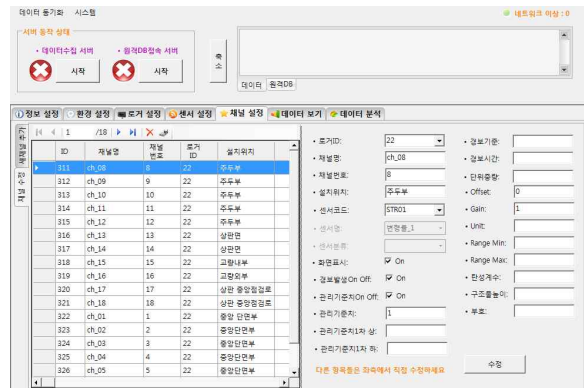 데이터 동기화 시스템
네트워크 이상 : 0
서버 동작 상태
• 데이터수집 서버
• 원격DB접속 서버
시작
시작
축소
데이터 원격DB
정보 설정 환경 설정 로거 설정 센서 설정 채널 설정 데이터 보기 데이터 분석
채널 추가
채널 수정
1 /18
ID 채널명 채널번호 로거ID 설치위치
311 ch_08 8 22 주두부
312 ch_09 9 22 주두부
313 ch_10 10 22 주두부
314 ch_11 11 22 주두부
315 ch_12 12 22 주두부
316 ch_13 13 22 상판면
317 ch_14 14 22 상판면
318 ch_15 15 22 교량내부
319 ch_16 16 22 교량외부
320 ch_17 17 22 상판 중앙점검로
321 ch_18 18 22 상판 중앙점검로
322 ch_01 1 22 중앙 단면부
323 ch_02 2 22 중앙단면부
324 ch_03 3 22 중앙단면부
325 ch_04 4 22 중앙단면부
326 ch_05 5 22 중앙단면부
• 로거ID: 22
• 채널명: ch_08
• 채널번호: 8
• 설치위치: 주두부
• 센서코드: STR01
• 센서명: 변형률_1
• 센서분류:
• 화면표시: On
• 경보발생On Off: On
• 관리기준치On Off: On
• 관리기준치: 1
• 관리기준치1차 상:
• 관리기준치1차 하:
다른 항목들은 좌측에서 직접 수정하세요
• 경보기준:
• 경보시간:
• 단위중량:
• Offset: 0
• Gain: 1
• Unit:
• Range Min:
• Range Max:
• 탄성계수:
• 구조물높이:
• 부호:
수정